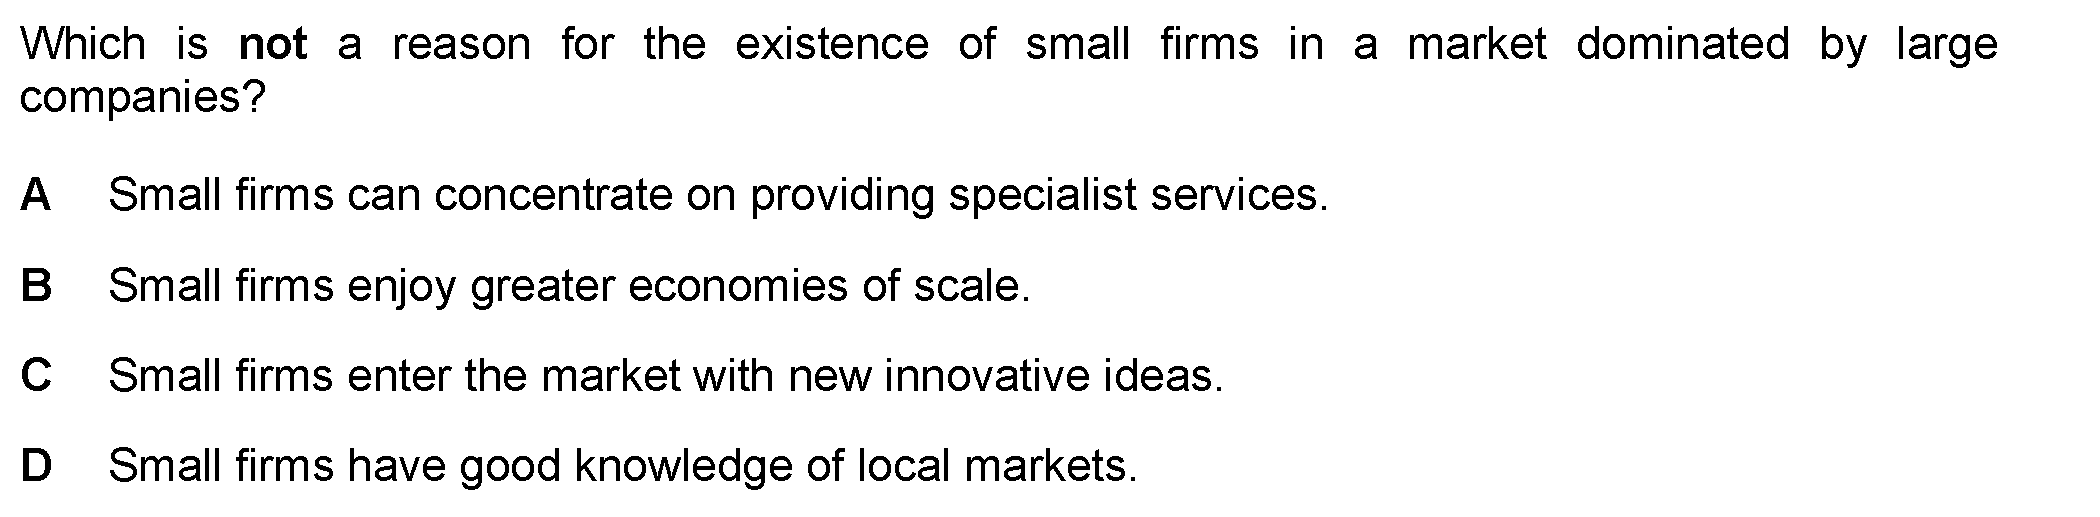 Which is not a reason for the existence of small firms in a market dominated by large
companies?
A Small firms can concentrate on providing specialist services.
B Small firms enjoy greater economies of scale.
C Small firms enter the market with new innovative ideas.
D Small firms have good knowledge of local markets.